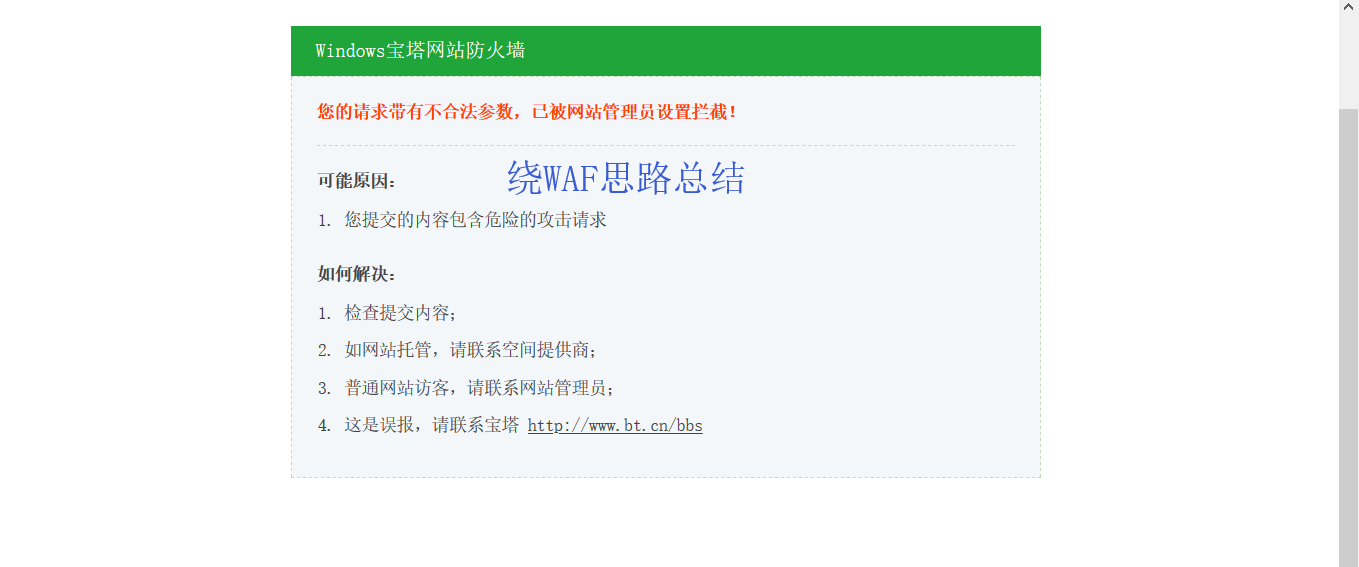 Windows宝塔网站防火墙
您的请求带有不合法参数，已被网站管理员设置拦截！
可能原因：
绕WAF思路总结
1. 您提交的内容包含危险的攻击请求
如何解决：
1. 检查提交内容；
2. 如网站托管，请联系空间提供商；
3. 普通网站访客，请联系网站管理员；
4. 这是误报，请联系宝塔 http://www.bt.cn/bbs